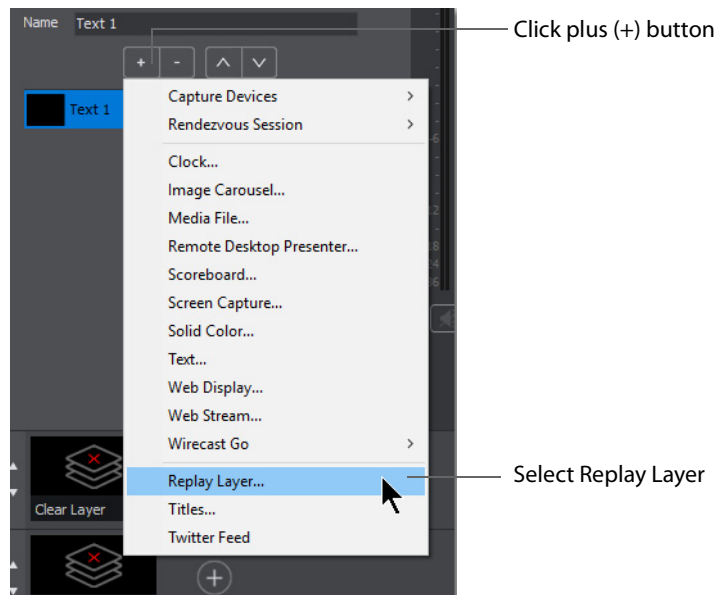 Name Text 1
Click plus (+) button
+ -
Text 1
Capture Devices
Rendezvous Session
Clock...
Image Carousel...
Media File...
Remote Desktop Presenter...
Scoreboard...
Screen Capture...
Solid Color...
Text...
Web Display...
Web Stream...
Wirecast Go
Replay Layer...
Select Replay Layer
Titles...
Twitter Feed
Clear Layer